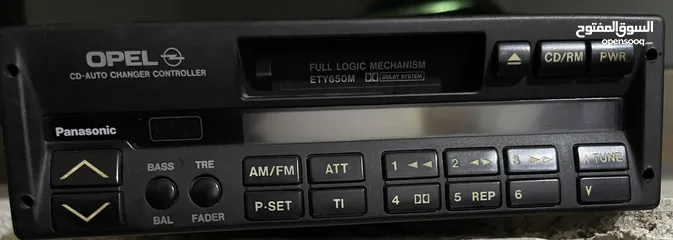 السوق المفتوح
opensooq.com
OPEL
CD-AUTO CHANGER CONTROLLER
FULL LOGIC MECHANISM
ETY650M DOLBY SYSTEM
CD/RM PWR
Panasonic
BASS TRE
AM/FM ATT 1 2 3 ∧ TUNE
BAL FADER
P·SET TI 4 5 REP 6 ∨